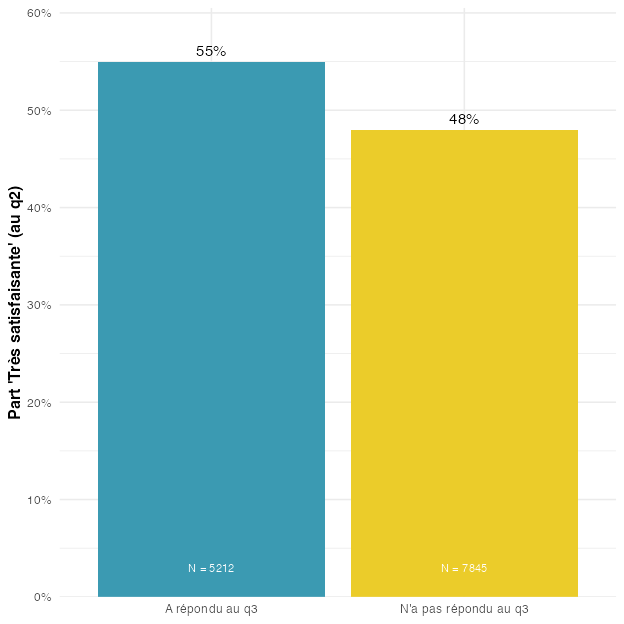 60%
50%
40%
30%
20%
10%
0%
Part 'Très satisfaisante' (au q2)
55%
48%
N = 5212
N = 7845
A répondu au q3
N'a pas répondu au q3